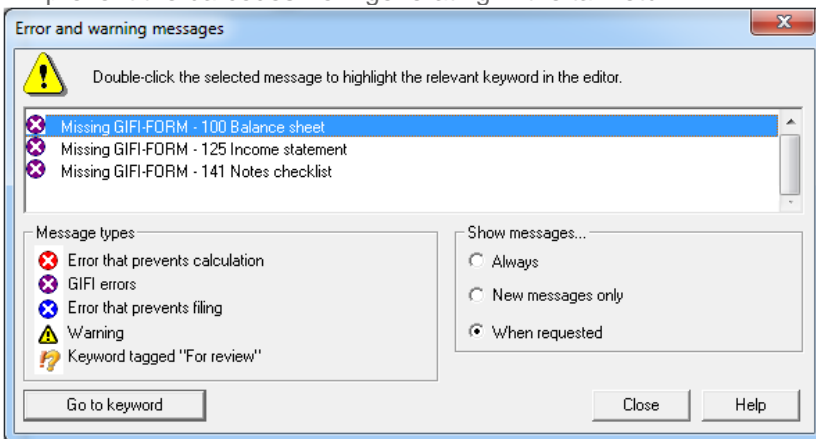 Error and warning messages
Double-click the selected message to highlight the relevant keyword in the editor.
Missing GIFI-FORM - 100 Balance sheet
Missing GIFI-FORM - 125 Income statement
Missing GIFI-FORM - 141 Notes checklist
Message types
Error that prevents calculation
GIFI errors
Error that prevents filing
Warning
Keyword tagged "For review"
Show messages...
Always
New messages only
When requested
Go to keyword
Close
Help